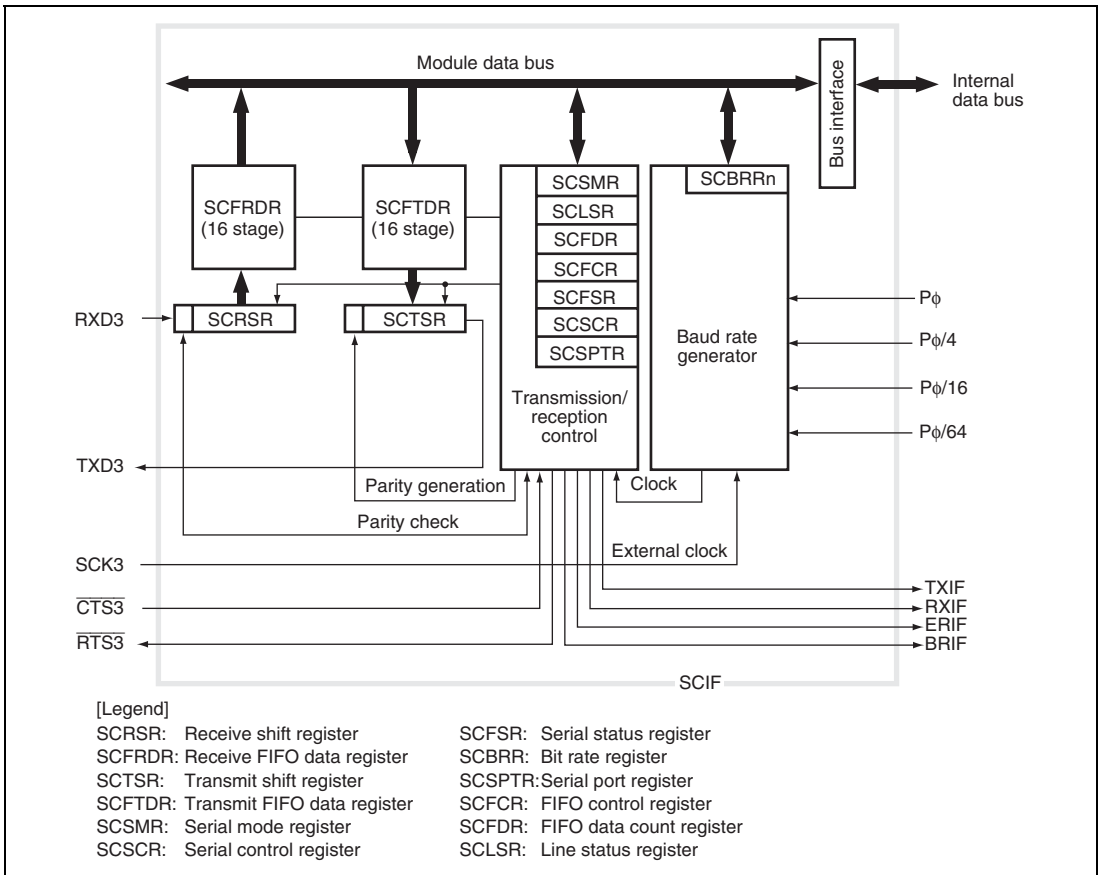 Module data bus
Bus interface
Internal
data bus
SCFRDR
(16 stage)
SCFTDR
(16 stage)
SCSMR
SCLSR
SCFDR
SCFCR
SCFSR
SCSCR
SCSPTR
Transmission/
reception
control
SCBRRn
Baud rate
generator
Pϕ
Pϕ/4
Pϕ/16
Pϕ/64
RXD3
SCRSR
SCTSR
TXD3
Parity generation
Clock
Parity check
SCK3
External clock
CTS3
RTS3
TXIF
RXIF
ERIF
BRIF
SCIF
[Legend]
SCRSR: Receive shift register
SCFRDR: Receive FIFO data register
SCTSR: Transmit shift register
SCFTDR: Transmit FIFO data register
SCSMR: Serial mode register
SCSCR: Serial control register
SCFSR: Serial status register
SCBRR: Bit rate register
SCSPTR:Serial port register
SCFCR: FIFO control register
SCFDR: FIFO data count register
SCLSR: Line status register